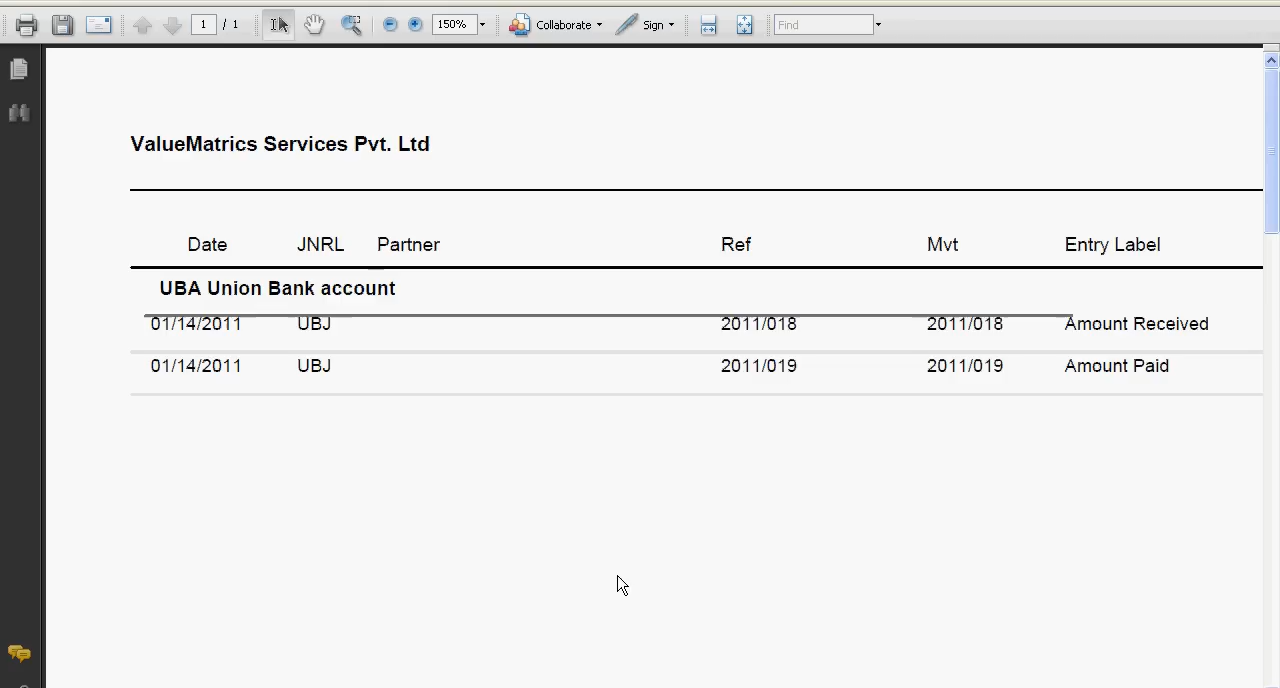 1 / 1 150% Collaborate Sign Find
ValueMatrics Services Pvt. Ltd
Date JNRL Partner Ref Mvt Entry Label
UBA Union Bank account
01/14/2011 UBJ 2011/018 2011/018 Amount Received
01/14/2011 UBJ 2011/019 2011/019 Amount Paid